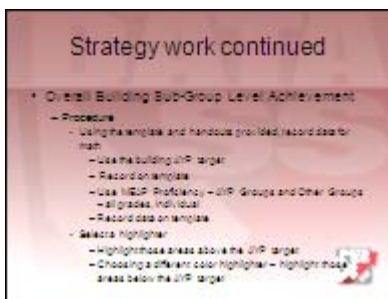 Strategy work continued
• Overall Building Sub-Group Level Achievement
– Procedure
- Using the template and handouts provided, record data for
math
– Use the building AYP target
– Record on template
– Use Proficiency – AYP Groups and Other Groups
– all grades, individual
– Record data on template
- Select a highlighter
– Highlight those areas above the AYP target
– Choosing a different color highlighter – highlight those
areas below the AYP target